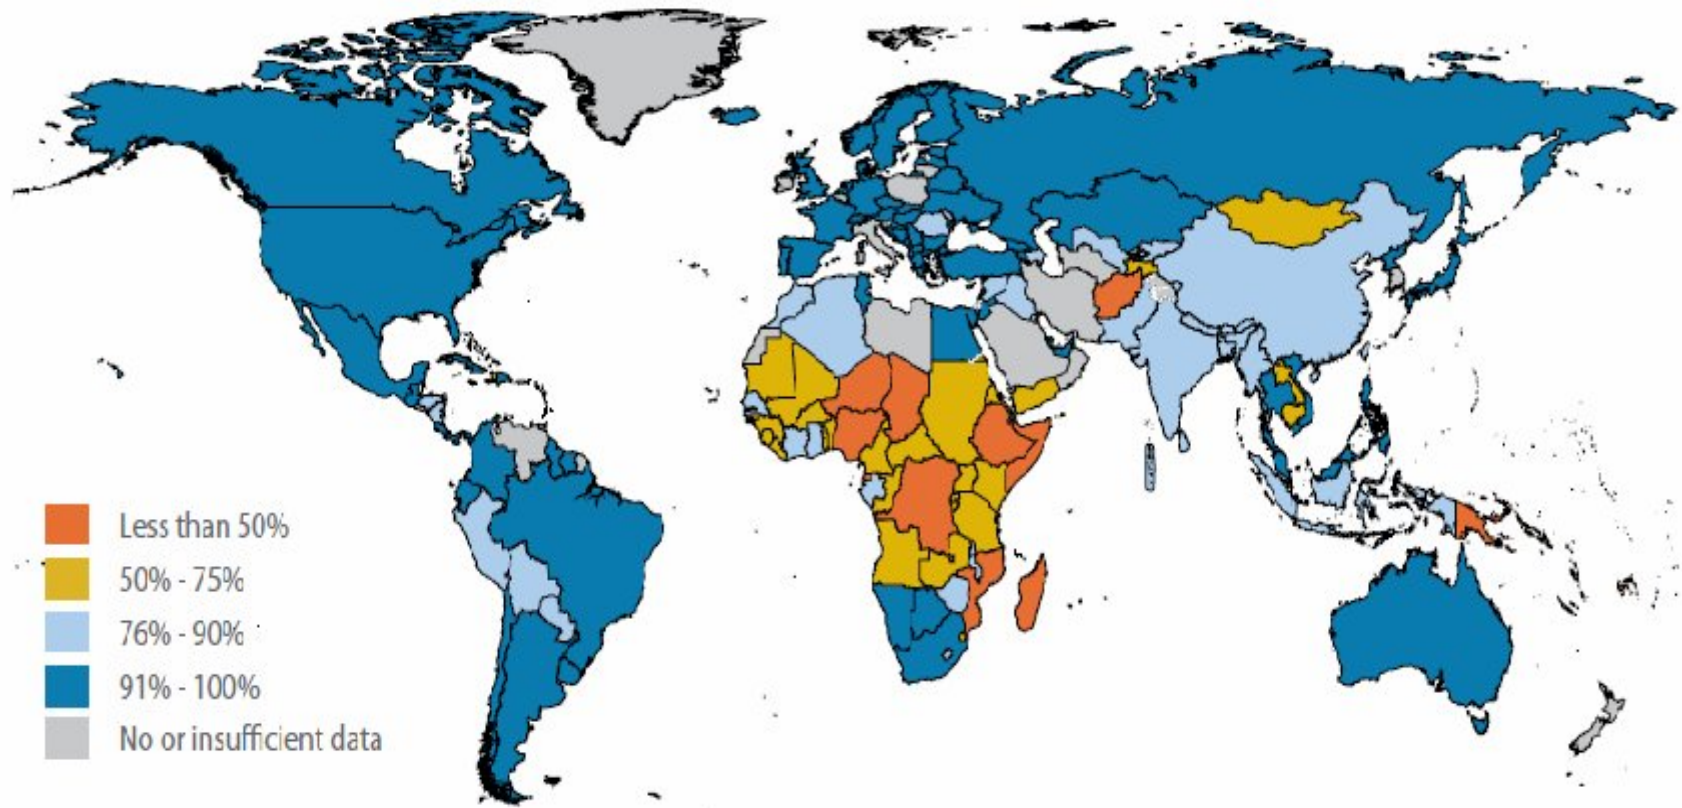 Less than 50%
50% - 75%
76% - 90%
91% - 100%
No or insufficient data